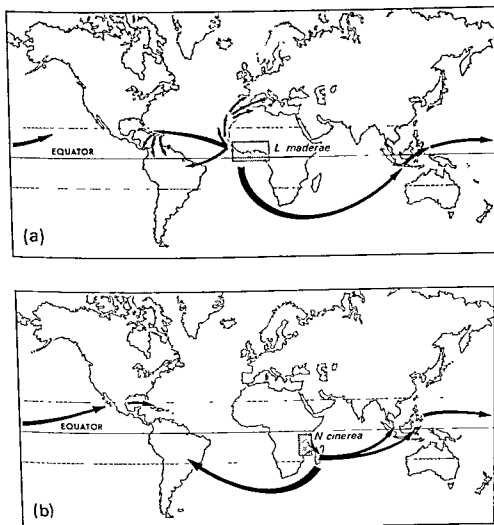 EQUATOR
L maderae
(a)
EQUATOR
N cinerea
(b)